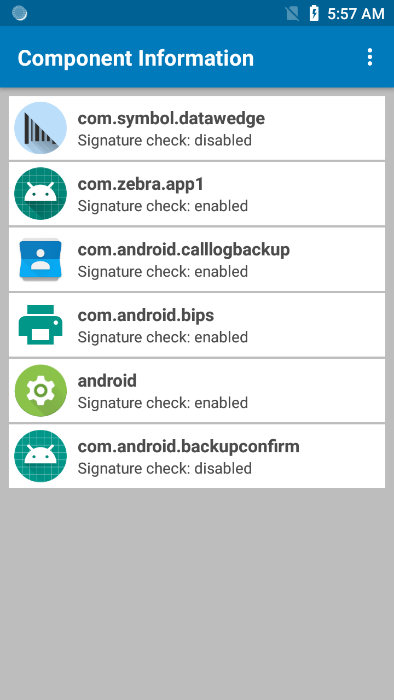 5:57 AM
Component Information
com.symbol.datawedge
Signature check: disabled
com.zebra.app1
Signature check: enabled
com.android.calllogbackup
Signature check: enabled
com.android.bips
Signature check: enabled
android
Signature check: enabled
com.android.backupconfirm
Signature check: disabled